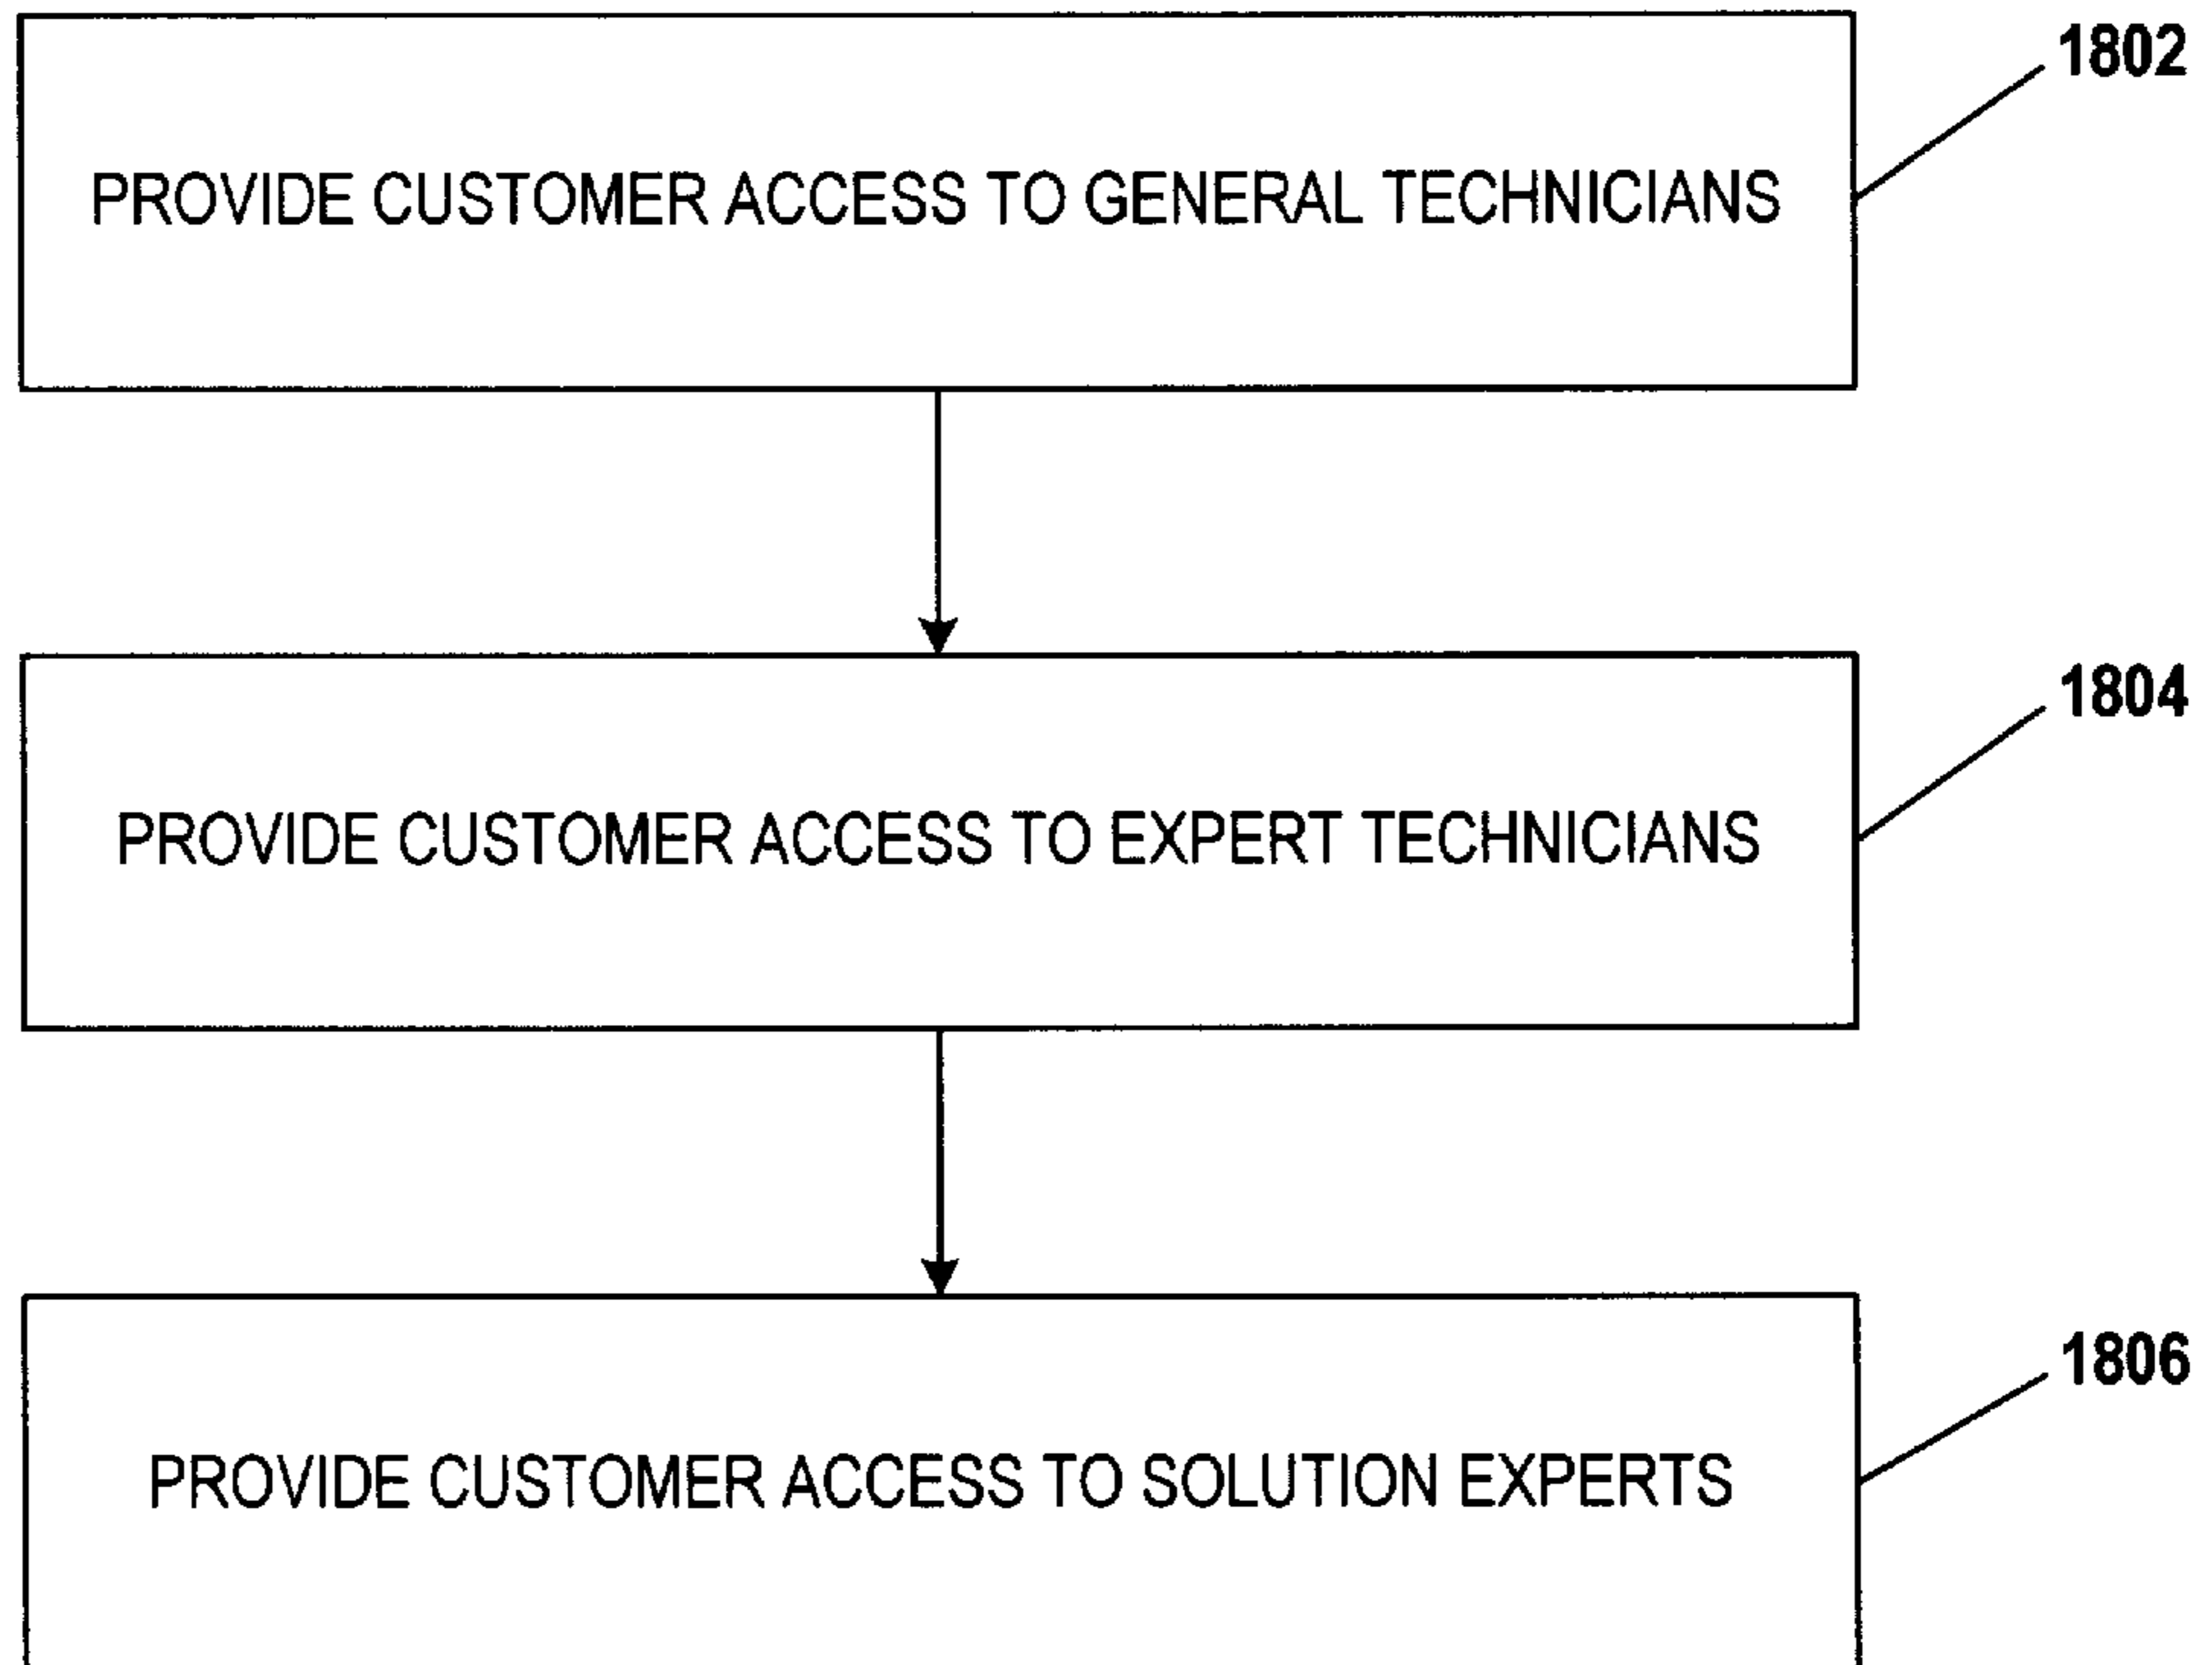 1802
PROVIDE CUSTOMER ACCESS TO GENERAL TECHNICIANS
1804
PROVIDE CUSTOMER ACCESS TO EXPERT TECHNICIANS
1806
PROVIDE CUSTOMER ACCESS TO SOLUTION EXPERTS